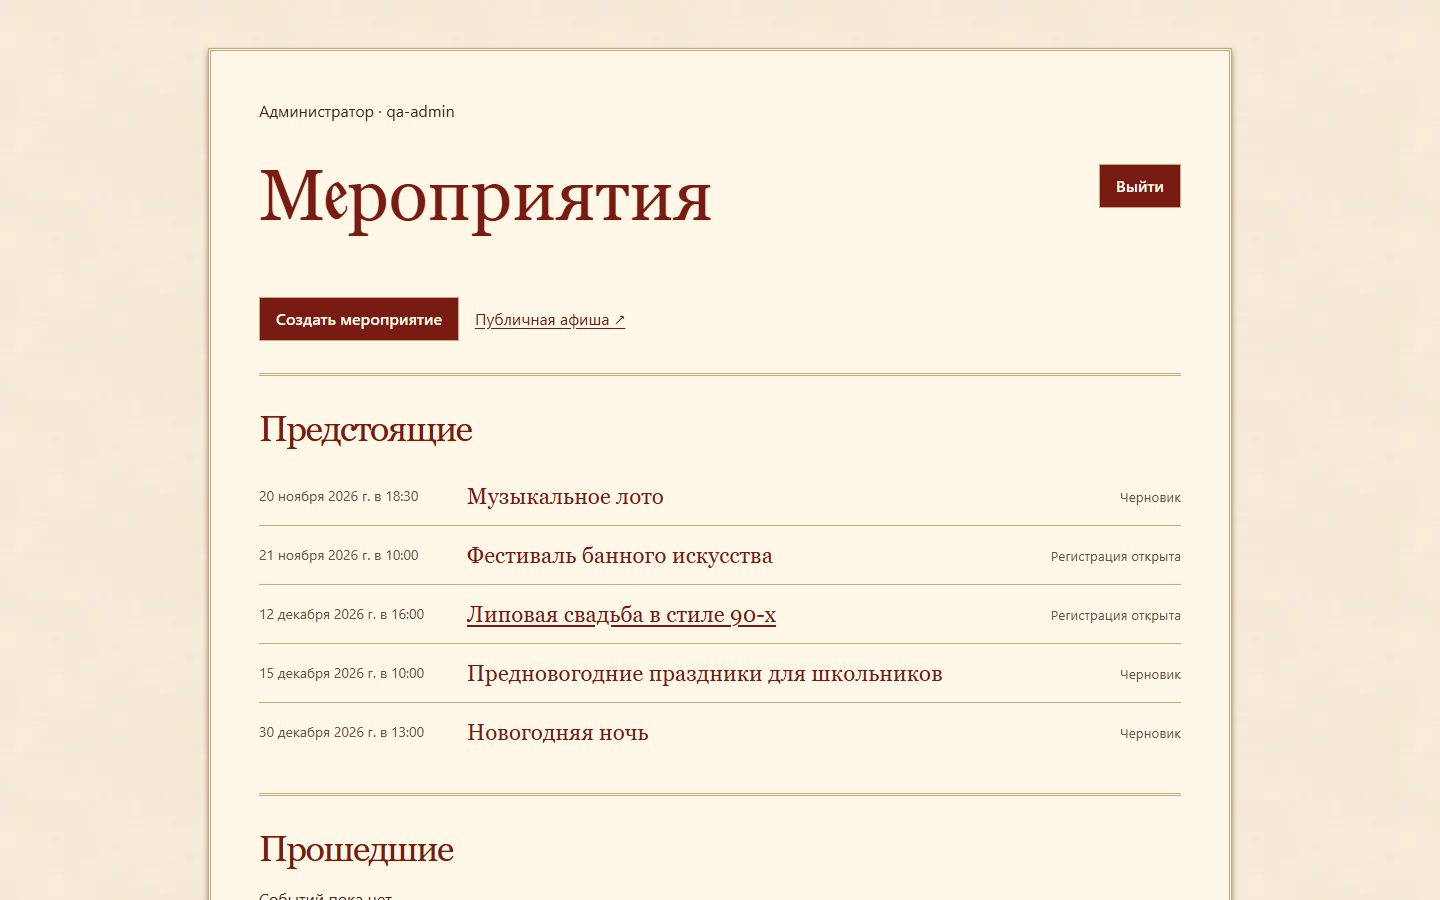 Администратор · qa-admin
Мероприятия
Выйти
Создать мероприятие
Публичная афиша ↗
Предстоящие
20 ноября 2026 г. в 18:30 Музыкальное лото Черновик
21 ноября 2026 г. в 10:00 Фестиваль банного искусства Регистрация открыта
12 декабря 2026 г. в 16:00 Липовая свадьба в стиле 90-х Регистрация открыта
15 декабря 2026 г. в 10:00 Предновогодние праздники для школьников Черновик
30 декабря 2026 г. в 13:00 Новогодняя ночь Черновик
Прошедшие
Событий пока нет